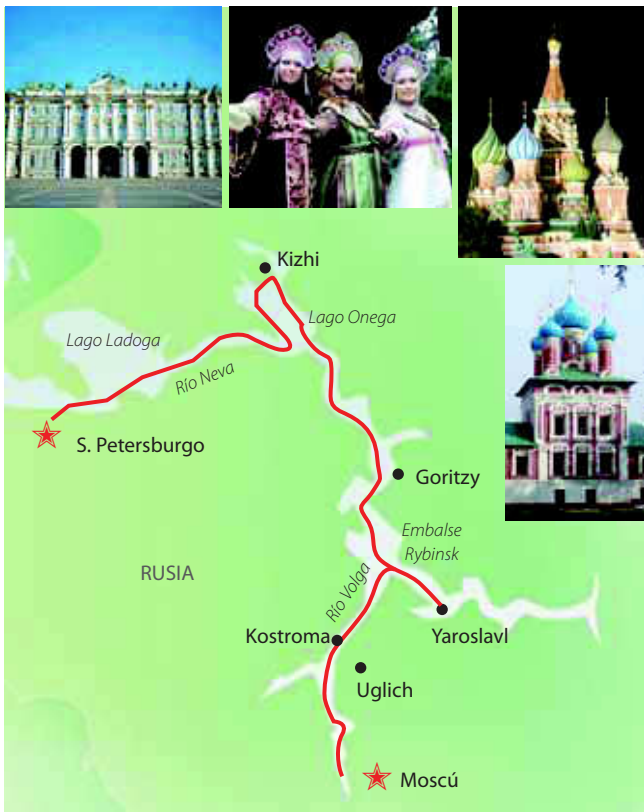 Kizhi
Lago Onega
Lago Ladoga
Río Neva
S. Petersburgo
Goritzy
Embalse
Rybinsk
RUSIA
Río Volga
Kostroma
Yaroslavl
Uglich
Moscú